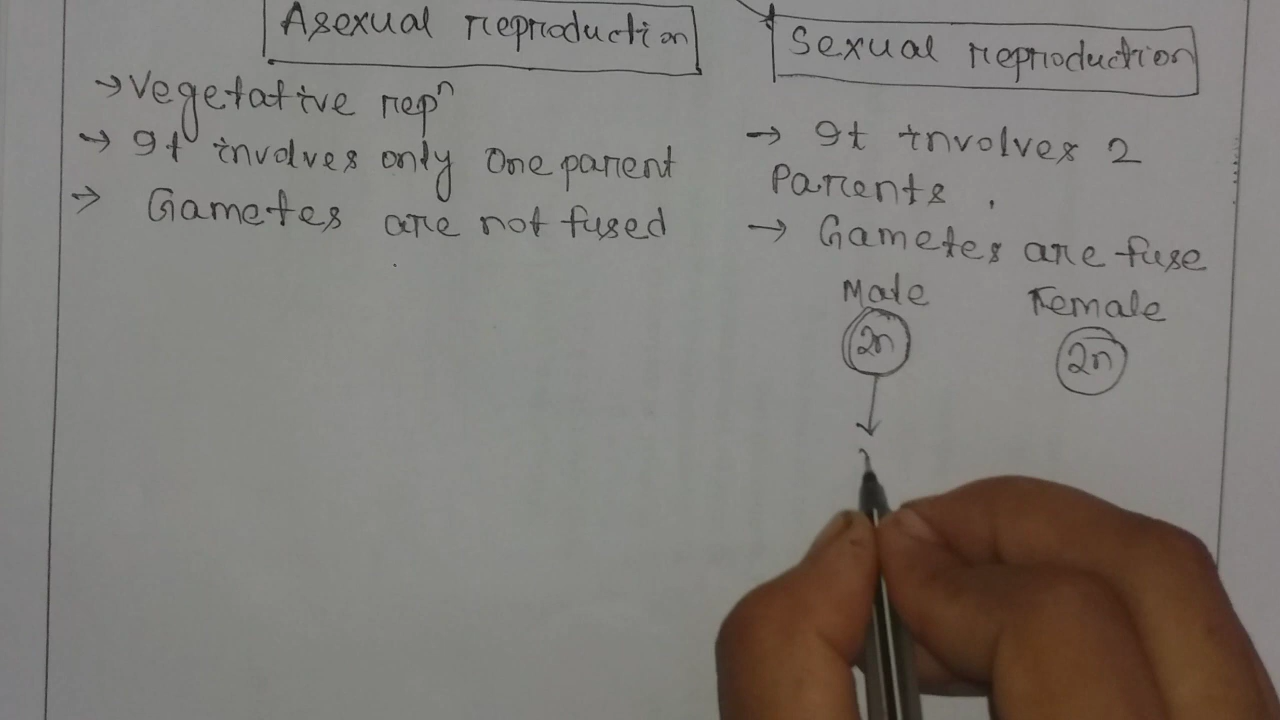 Asexual reproduction
→ Vegetative repⁿ
→ It involves only one parent
→ Gametes are not fused
Sexual reproduction
→ It involves 2
Parents.
→ Gametes are fuse
Male Female
2n 2n